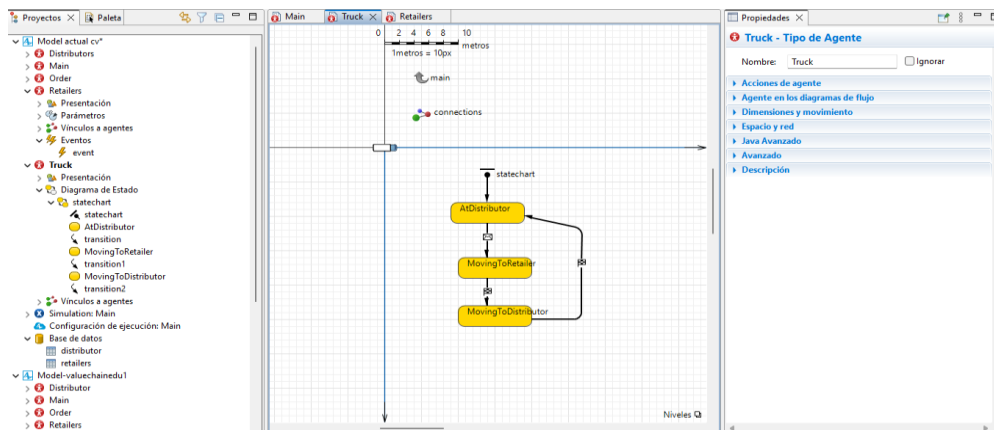 Proyectos
Paleta
Model actual cv*
Distributors
Main
Order
Retailers
Presentación
Parámetros
Vínculos a agentes
Eventos
event
Truck
Presentación
Diagrama de Estado
statechart
statechart
AtDistributor
transition
MovingToRetailer
transition1
MovingToDistributor
transition2
Vínculos a agentes
Simulation: Main
Configuración de ejecución: Main
Base de datos
distributor
retailers
Model-valuechainedu1
Distributor
Main
Order
Retailers
Main
Truck
Retailers
0 2 4 6 8 10
metros
1metros = 10px
main
connections
statechart
AtDistributor
MovingToRetailer
MovingToDistributor
Niveles
Propiedades
Truck - Tipo de Agente
Nombre: Truck Ignorar
Acciones de agente
Agente en los diagramas de flujo
Dimensiones y movimiento
Espacio y red
Java Avanzado
Avanzado
Descripción